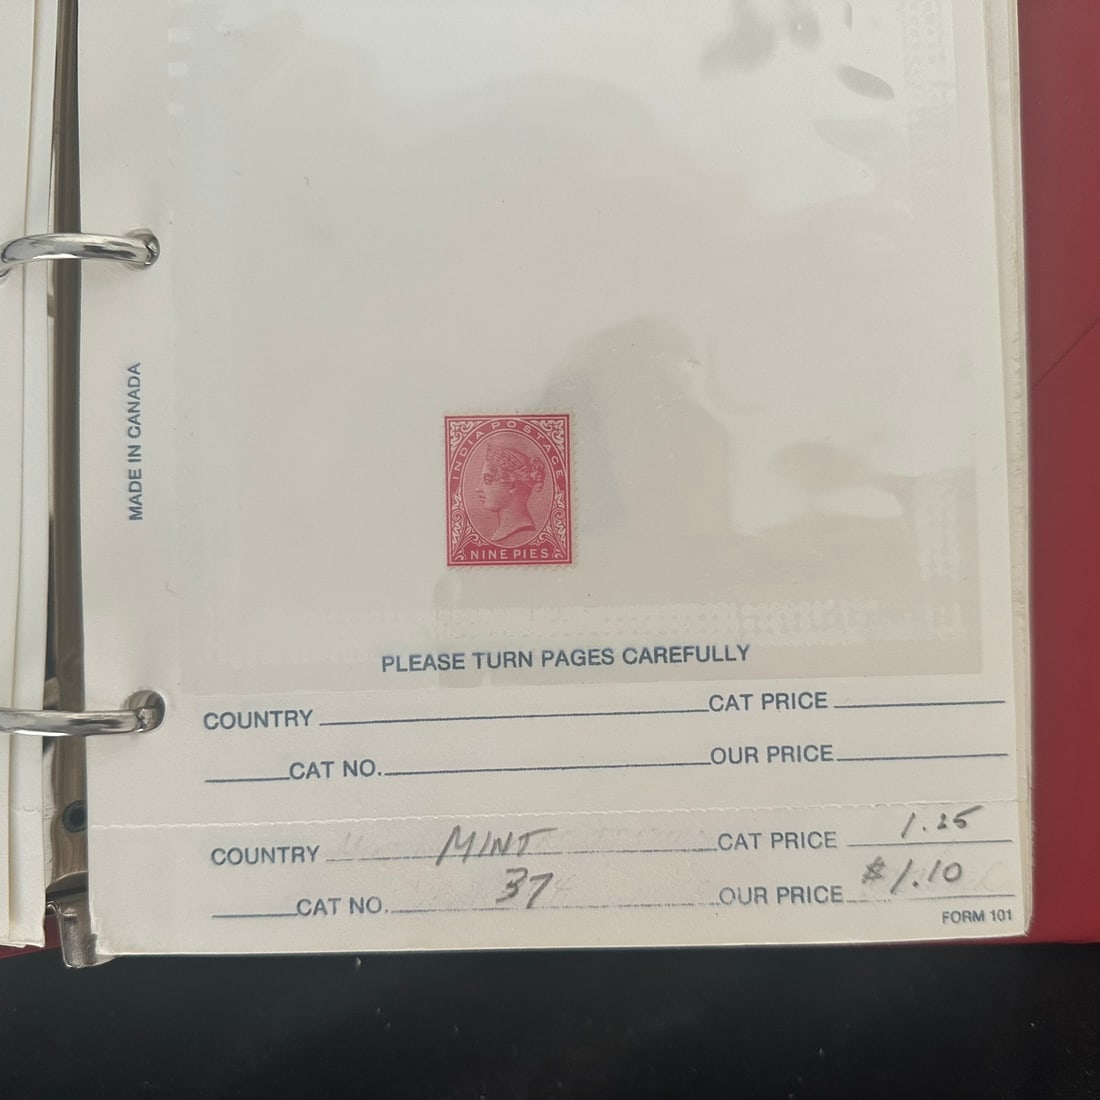 MADE IN CANADA
INDIA POSTAGE
NINE PIES
PLEASE TURN PAGES CAREFULLY
COUNTRY CAT PRICE
CAT NO. OUR PRICE
COUNTRY MINT CAT PRICE 1.25
CAT NO. 37 OUR PRICE $1.10
FORM 101